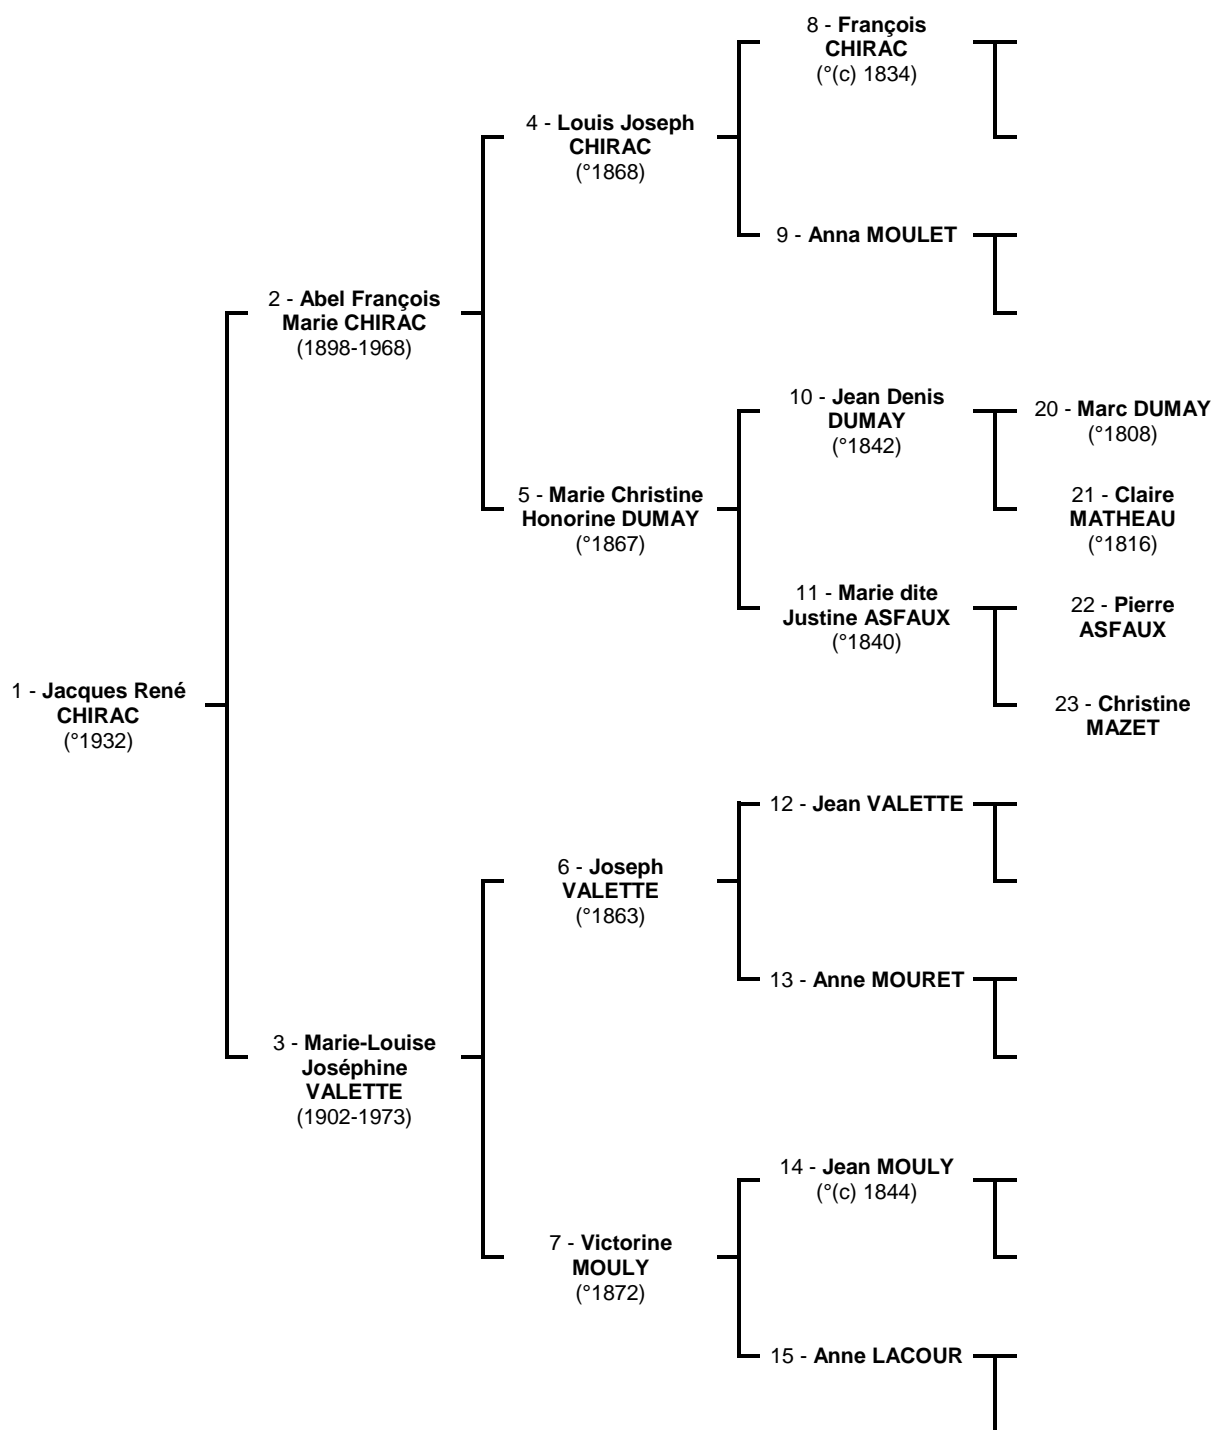 8 - François
CHIRAC
(°(c) 1834)
4 - Louis Joseph
CHIRAC
(°1868)
9 - Anna MOULET
2 - Abel François
Marie CHIRAC
(1898-1968)
10 - Jean Denis
DUMAY
(°1842)
20 - Marc DUMAY
(°1808)
5 - Marie Christine
Honorine DUMAY
(°1867)
21 - Claire
MATHEAU
(°1816)
11 - Marie dite
Justine ASFAUX
(°1840)
22 - Pierre
ASFAUX
1 - Jacques René
CHIRAC
(°1932)
23 - Christine
MAZET
12 - Jean VALETTE
6 - Joseph
VALETTE
(°1863)
13 - Anne MOURET
3 - Marie-Louise
Joséphine
VALETTE
(1902-1973)
14 - Jean MOULY
(°(c) 1844)
7 - Victorine
MOULY
(°1872)
15 - Anne LACOUR